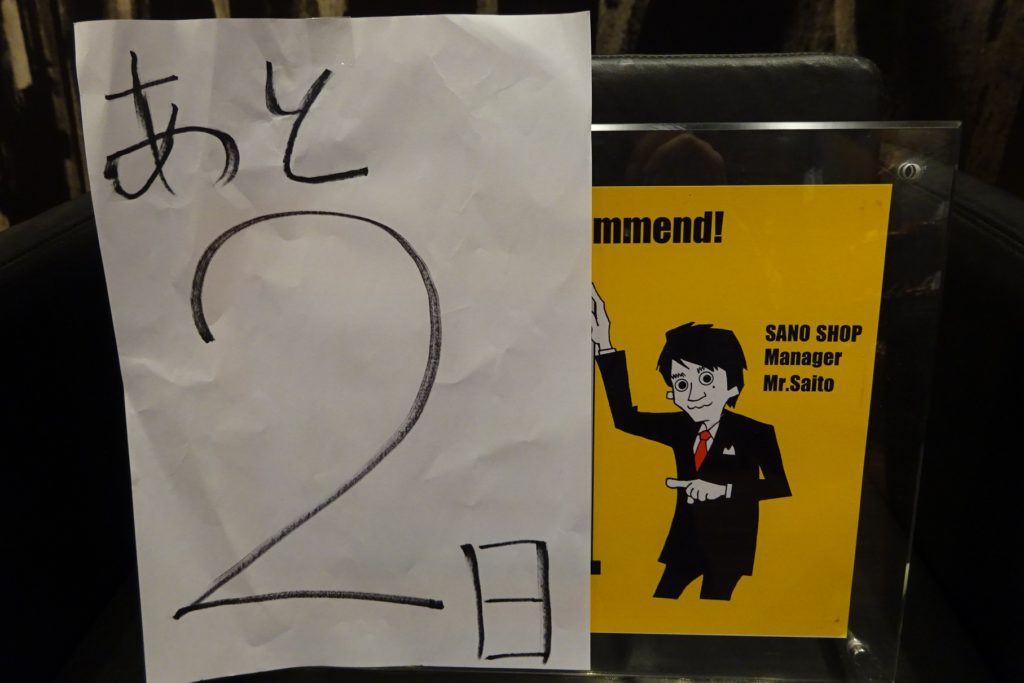 あと
2日
mmend!
SANO SHOP
Manager
Mr.Saito